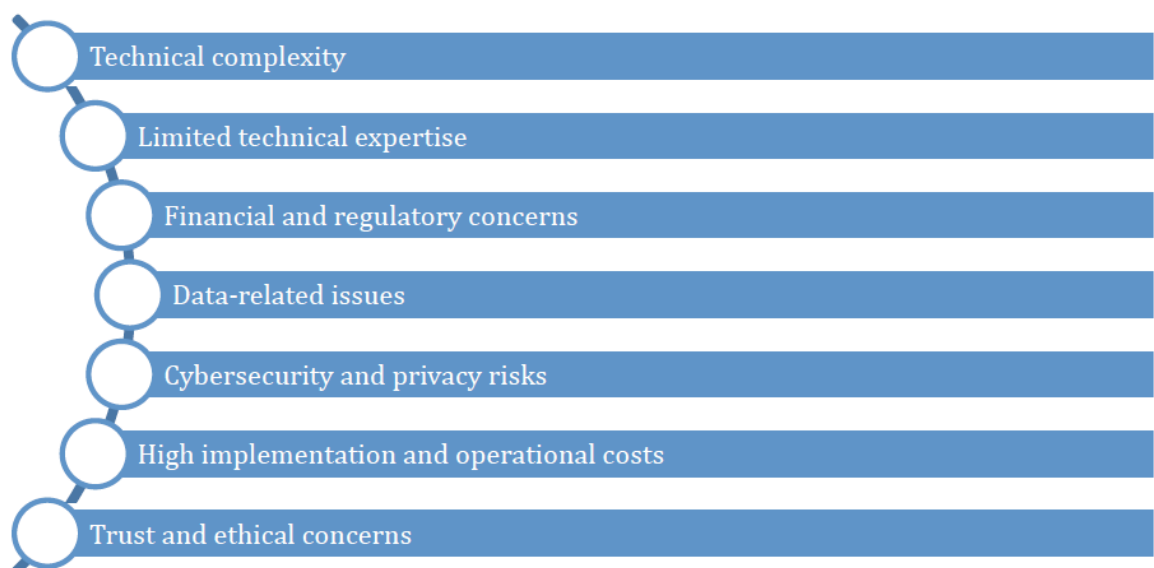 Technical complexity
Limited technical expertise
Financial and regulatory concerns
Data-related issues
Cybersecurity and privacy risks
High implementation and operational costs
Trust and ethical concerns